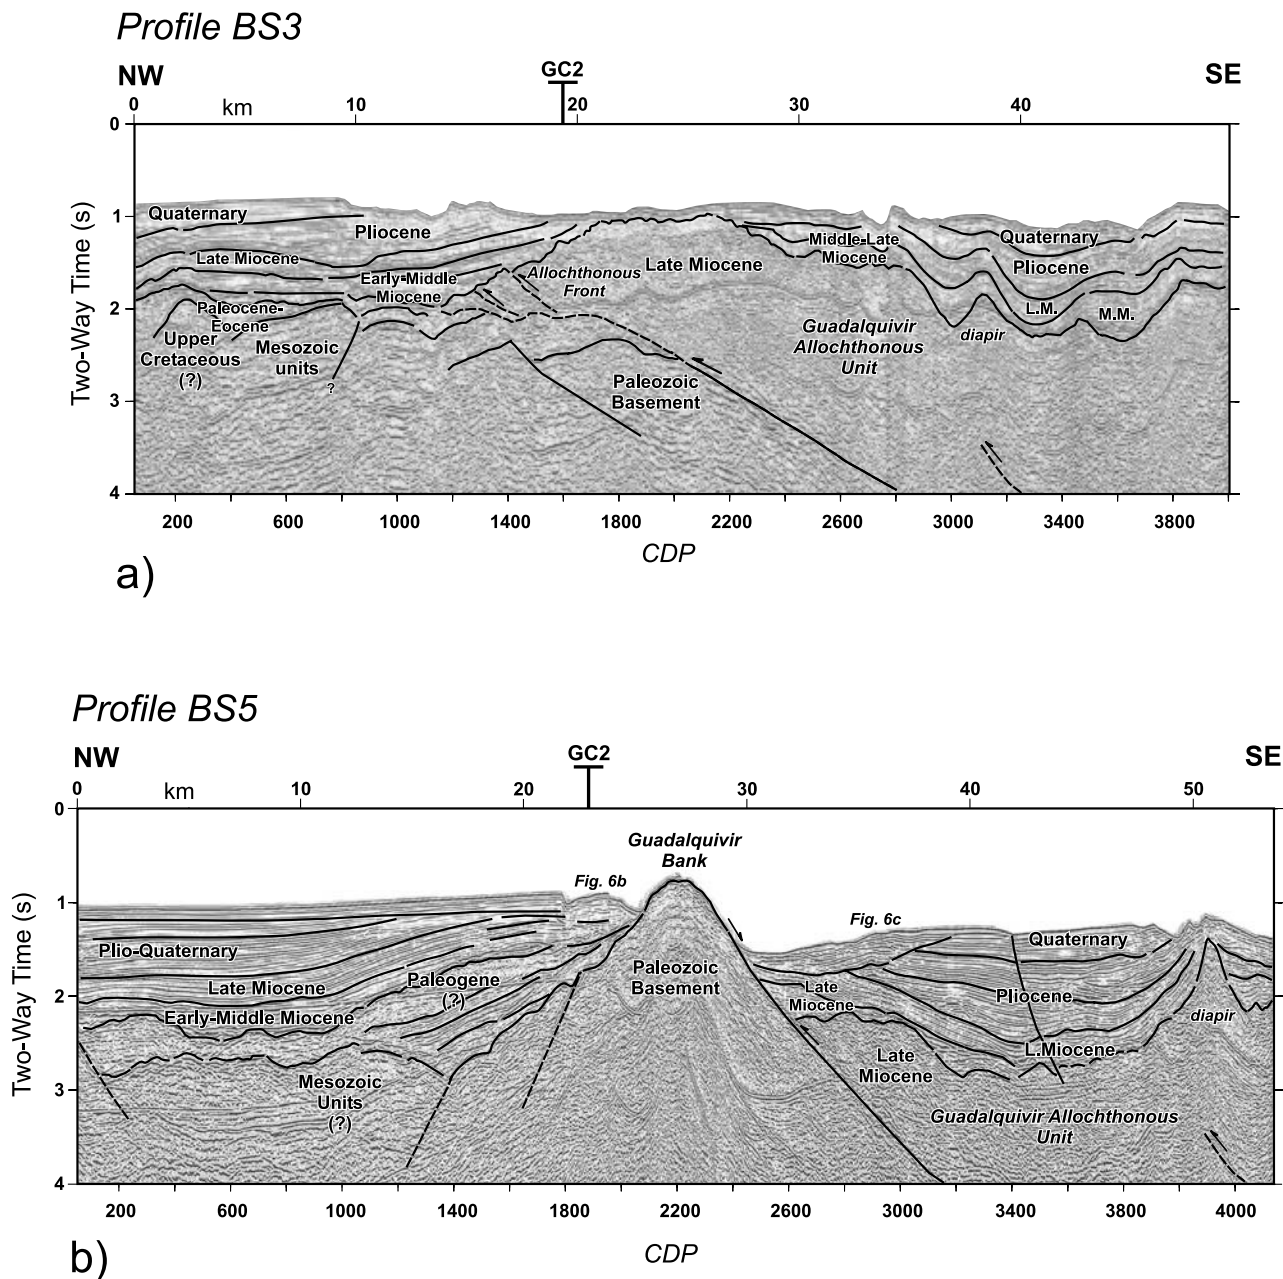 Profile BS3
NW
GC2
SE
0 km 10 20 30 40
Two-Way Time (s)
0
1
2
3
4
Quaternary
Pliocene
Late Miocene
Early-Middle
Miocene
Paleocene-
Eocene
Upper
Cretaceous
(?)
Mesozoic
units
?
Allochthonous
Front
Late Miocene
Paleozoic
Basement
Middle-Late
Miocene
Guadalquivir
Allochthonous
Unit
Quaternary
Pliocene
L.M.
M.M.
diapir
200 600 1000 1400 1800 2200 2600 3000 3400 3800
CDP
a)
Profile BS5
NW
GC2
SE
0 km 10 20 30 40 50
Two-Way Time (s)
0
1
2
3
4
Guadalquivir
Bank
Fig. 6b
Fig. 6c
Plio-Quaternary
Late Miocene
Early-Middle Miocene
Paleogene
(?)
Mesozoic
Units
(?)
Paleozoic
Basement
Late
Miocene
Late
Miocene
Quaternary
Pliocene
L.Miocene
diapir
Guadalquivir Allochthonous
Unit
200 600 1000 1400 1800 2200 2600 3000 3400 3800 4000
CDP
b)